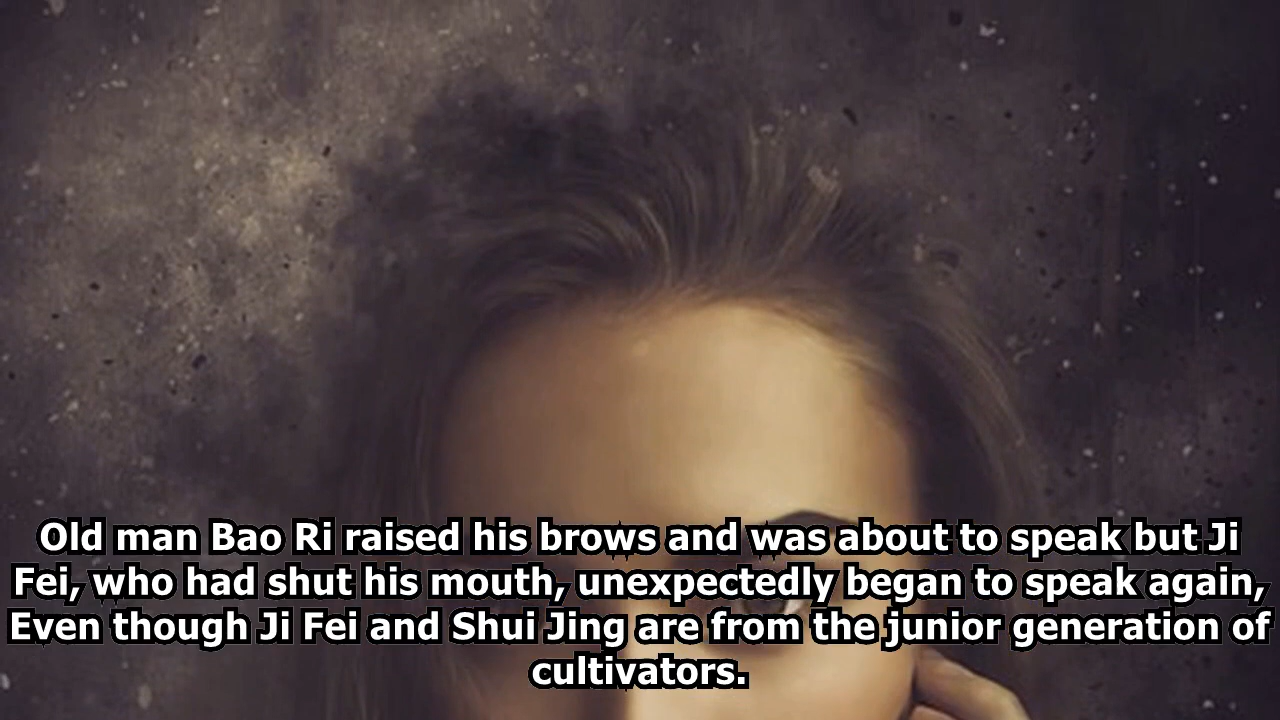 Old man Bao Ri raised his brows and was about to speak but Ji
Fei, who had shut his mouth, unexpectedly began to speak again,
Even though Ji Fei and Shui Jing are from the junior generation of
cultivators.